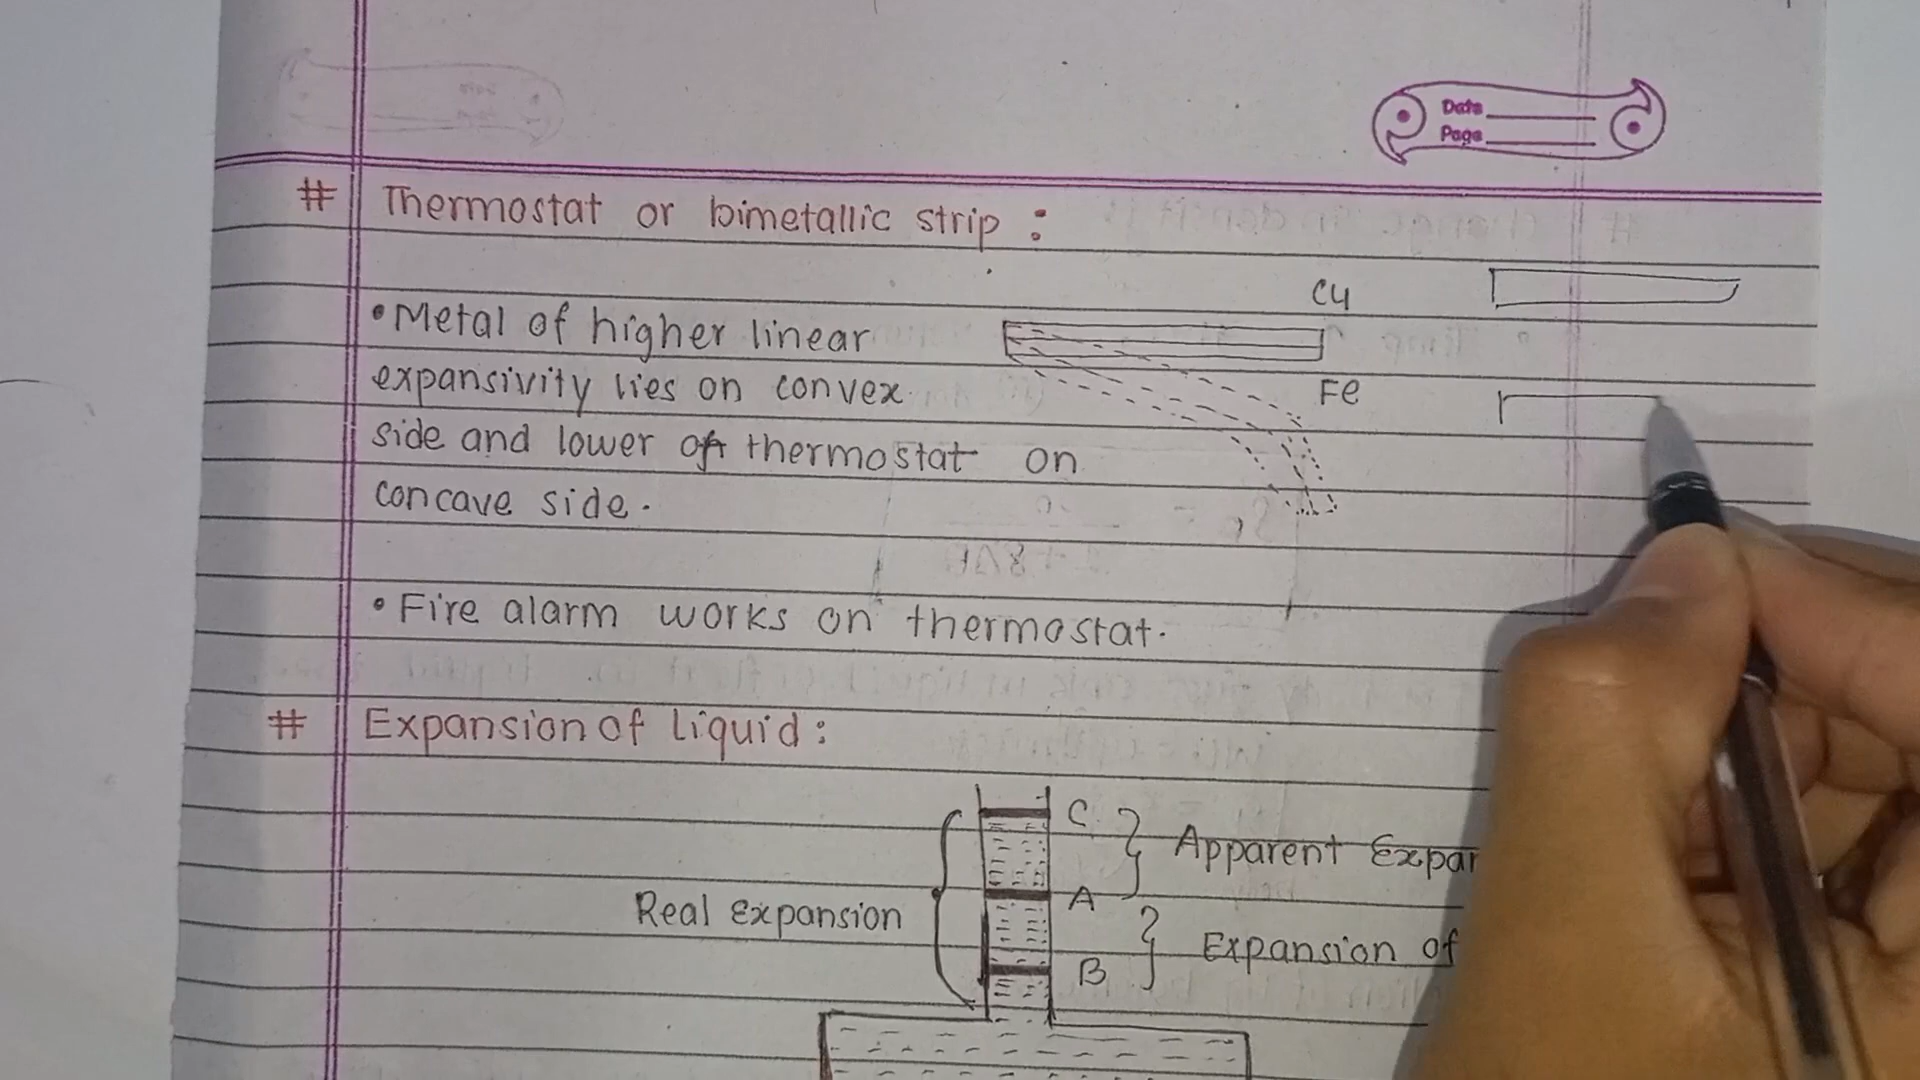 Date
Page
# Thermostat or bimetallic strip :
Cu
• Metal of higher linear
Fe
expansivity lies on convex
side and lower of thermostat on
concave side.
• Fire alarm works on thermostat.
# Expansion of liquid :
C
Apparent Expan
A
Real Expansion
Expansion of
B